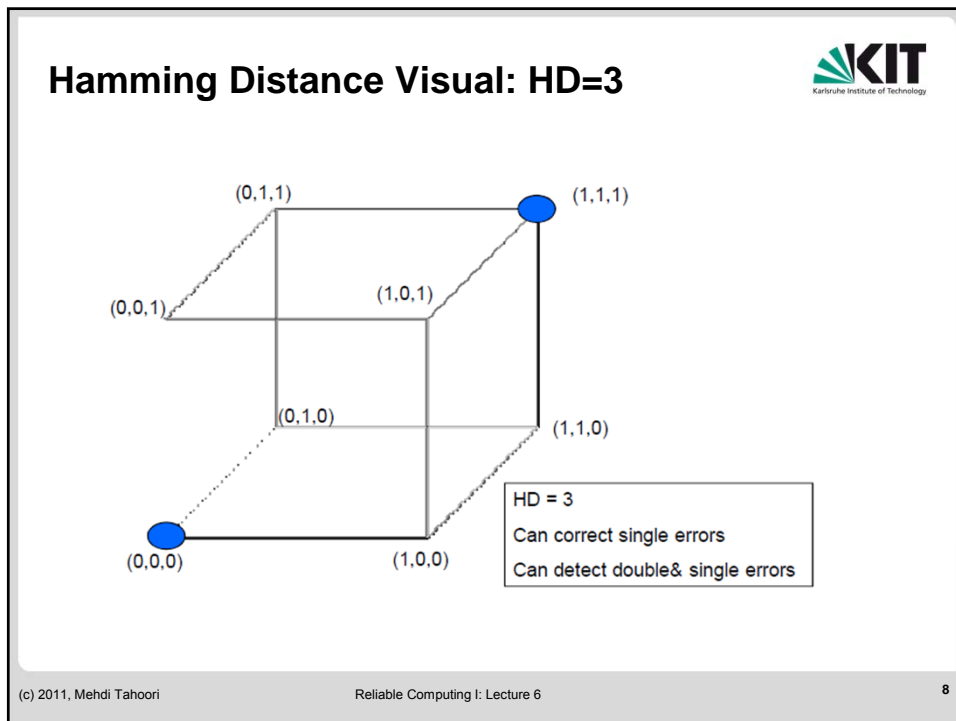 Hamming Distance Visual: HD=3
KIT
Karlsruhe Institute of Technology
(0,1,1)
(1,1,1)
(0,0,1)
(1,0,1)
(0,1,0)
(1,1,0)
(0,0,0)
(1,0,0)
HD = 3
Can correct single errors
Can detect double& single errors
(c) 2011, Mehdi Tahoori
Reliable Computing I: Lecture 6
8